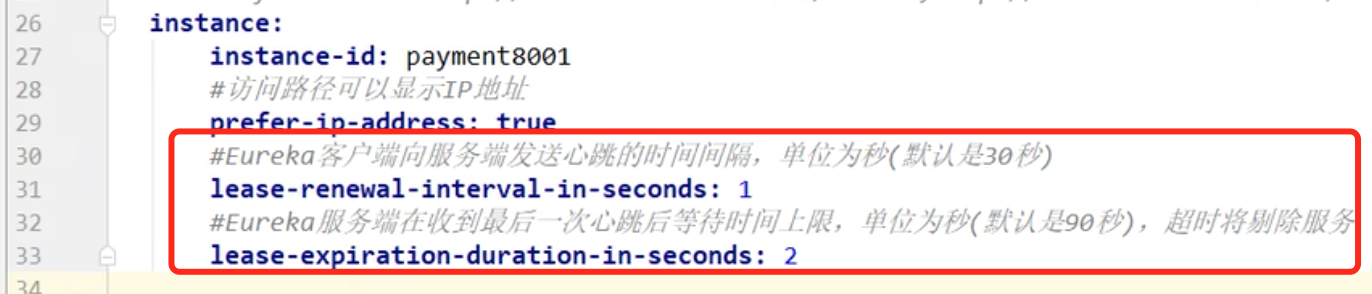 26 instance:
27 instance-id: payment8001
28 #访问路径可以显示IP地址
29 prefer-ip-address: true
30 #Eureka客户端向服务端发送心跳的时间间隔，单位为秒(默认是30秒)
31 lease-renewal-interval-in-seconds: 1
32 #Eureka服务端在收到最后一次心跳后等待时间上限，单位为秒(默认是90秒)，超时将剔除服务
33 lease-expiration-duration-in-seconds: 2
34